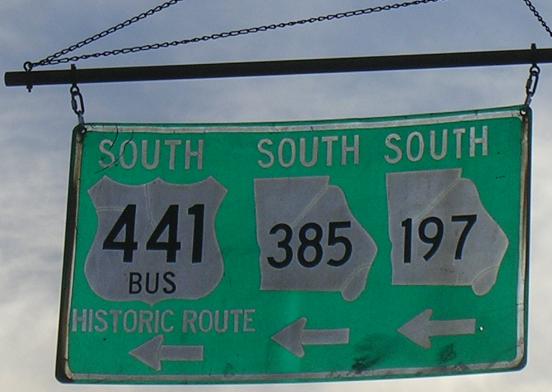 SOUTH SOUTH SOUTH
441 385 197
BUS
HISTORIC ROUTE